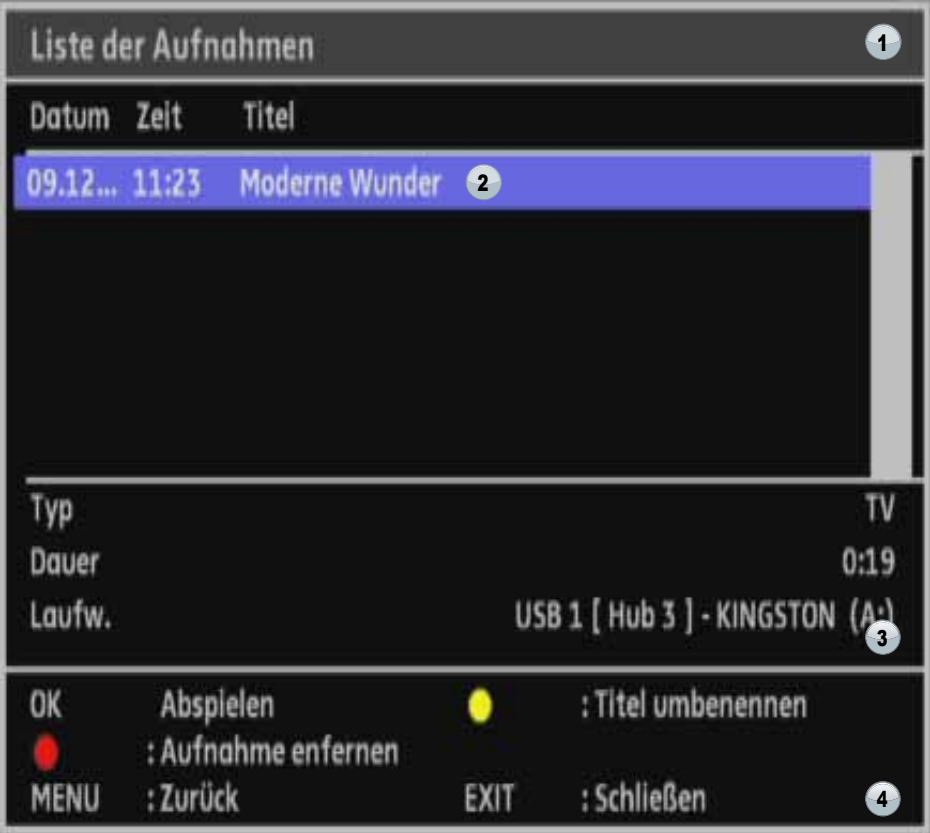 Liste der Aufnahmen 1
Datum Zeit Titel
09.12... 11:23 Moderne Wunder 2
Typ TV
Dauer 0:19
Laufw. USB 1 [ Hub 3 ] - KINGSTON (A:)
3
OK Abspielen : Titel umbenennen
: Aufnahme enfernen
MENU : Zurück EXIT : Schließen 4